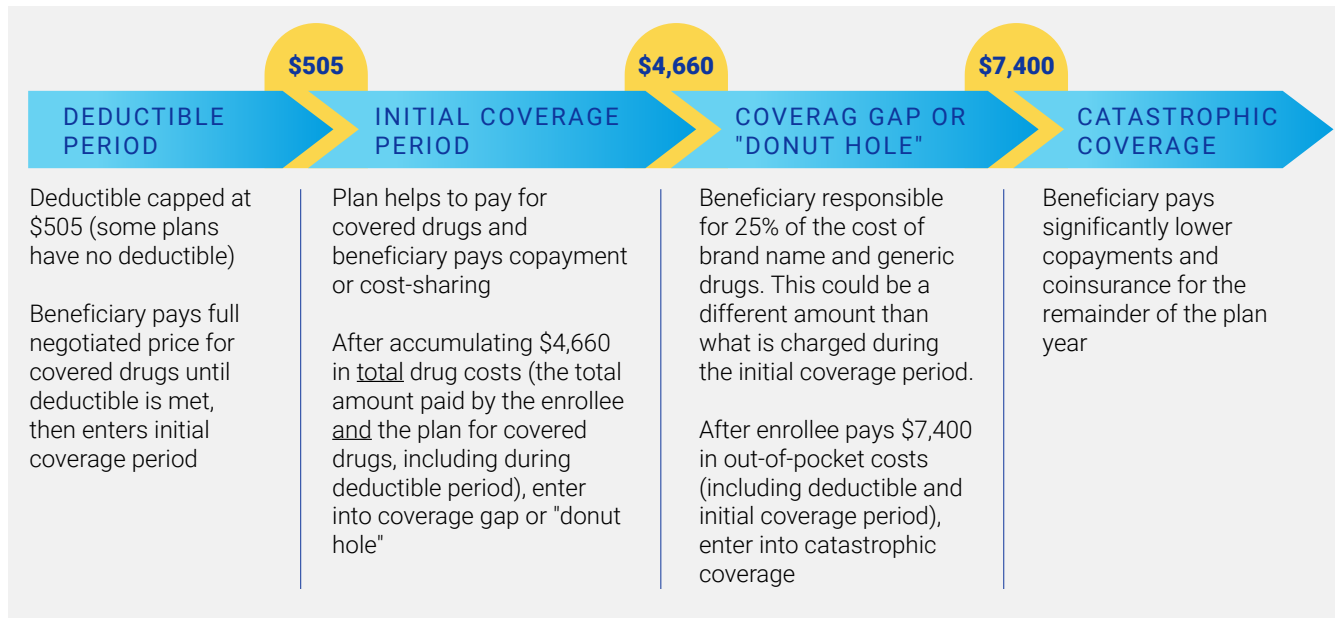 $505
$4,660
$7,400
DEDUCTIBLE
PERIOD
INITIAL COVERAGE
PERIOD
COVERAG GAP OR
"DONUT HOLE"
CATASTROPHIC
COVERAGE
Deductible capped at
$505 (some plans
have no deductible)
Beneficiary pays full
negotiated price for
covered drugs until
deductible is met,
then enters initial
coverage period
Plan helps to pay for
covered drugs and
beneficiary pays copayment
or cost-sharing
After accumulating $4,660
in total drug costs (the total
amount paid by the enrollee
and the plan for covered
drugs, including during
deductible period), enter
into coverage gap or "donut
hole"
Beneficiary responsible
for 25% of the cost of
brand name and generic
drugs. This could be a
different amount than
what is charged during
the initial coverage period.
After enrollee pays $7,400
in out-of-pocket costs
(including deductible and
initial coverage period),
enter into catastrophic
coverage
Beneficiary pays
significantly lower
copayments and
coinsurance for the
remainder of the plan
year